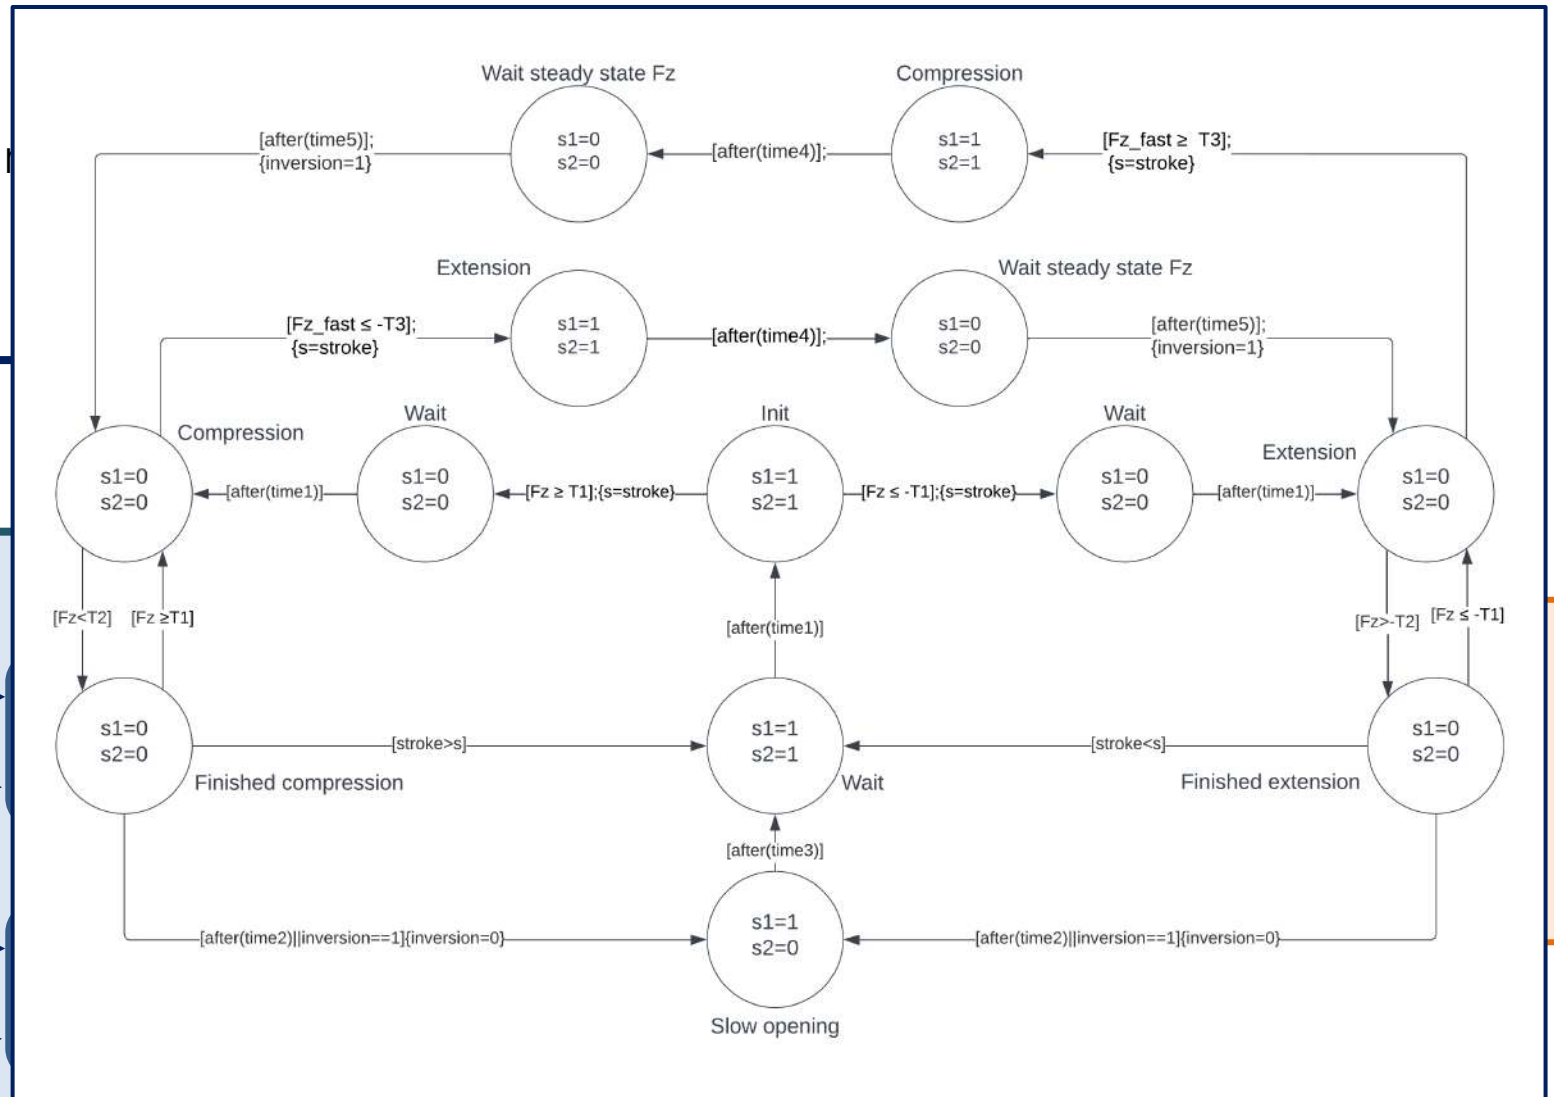 Wait steady state Fz
Compression
[after(time5)];
{inversion=1}
s1=0
s2=0
[after(time4)];
s1=1
s2=1
[Fz_fast ≥ T3];
{s=stroke}
Extension
Wait steady state Fz
[Fz_fast ≤ -T3];
{s=stroke}
s1=1
s2=1
[after(time4)];
s1=0
s2=0
[after(time5)];
{inversion=1}
Wait
Init
Wait
Compression
Extension
s1=0
s2=0
[after(time1)]
s1=0
s2=0
[Fz ≥ T1];{s=stroke}
s1=1
s2=1
[Fz ≤ -T1];{s=stroke}
s1=0
s2=0
[after(time1)]
s1=0
s2=0
[Fz<T2]
[Fz ≥T1]
[after(time1)]
[Fz>-T2]
[Fz ≤ -T1]
s1=0
s2=0
[stroke>s]
s1=1
s2=1
[stroke<s]
s1=0
s2=0
Finished compression
Wait
Finished extension
[after(time3)]
[after(time2)||inversion==1]{inversion=0}
s1=1
s2=0
[after(time2)||inversion==1]{inversion=0}
Slow opening